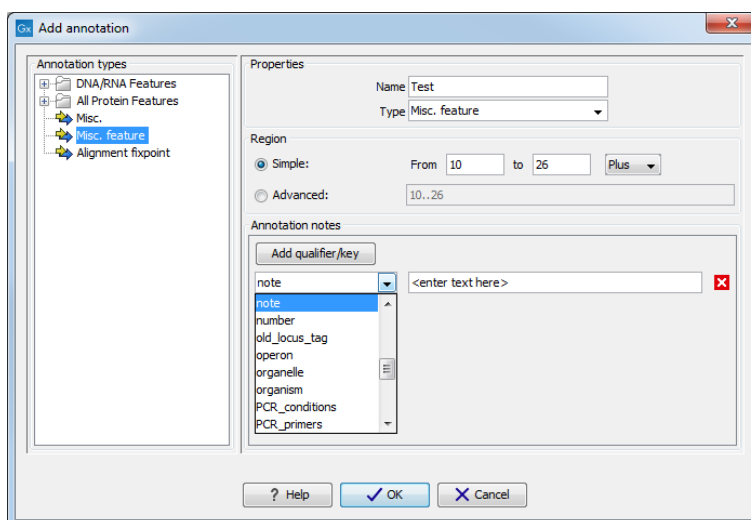 Gx Add annotation
Annotation types
DNA/RNA Features
All Protein Features
Misc.
Misc. feature
Alignment fixpoint
Properties
Name Test
Type Misc. feature
Region
Simple: From 10 to 26 Plus
Advanced: 10..26
Annotation notes
Add qualifier/key
note <enter text here>
note
number
old_locus_tag
operon
organelle
organism
PCR_conditions
PCR_primers
? Help OK Cancel